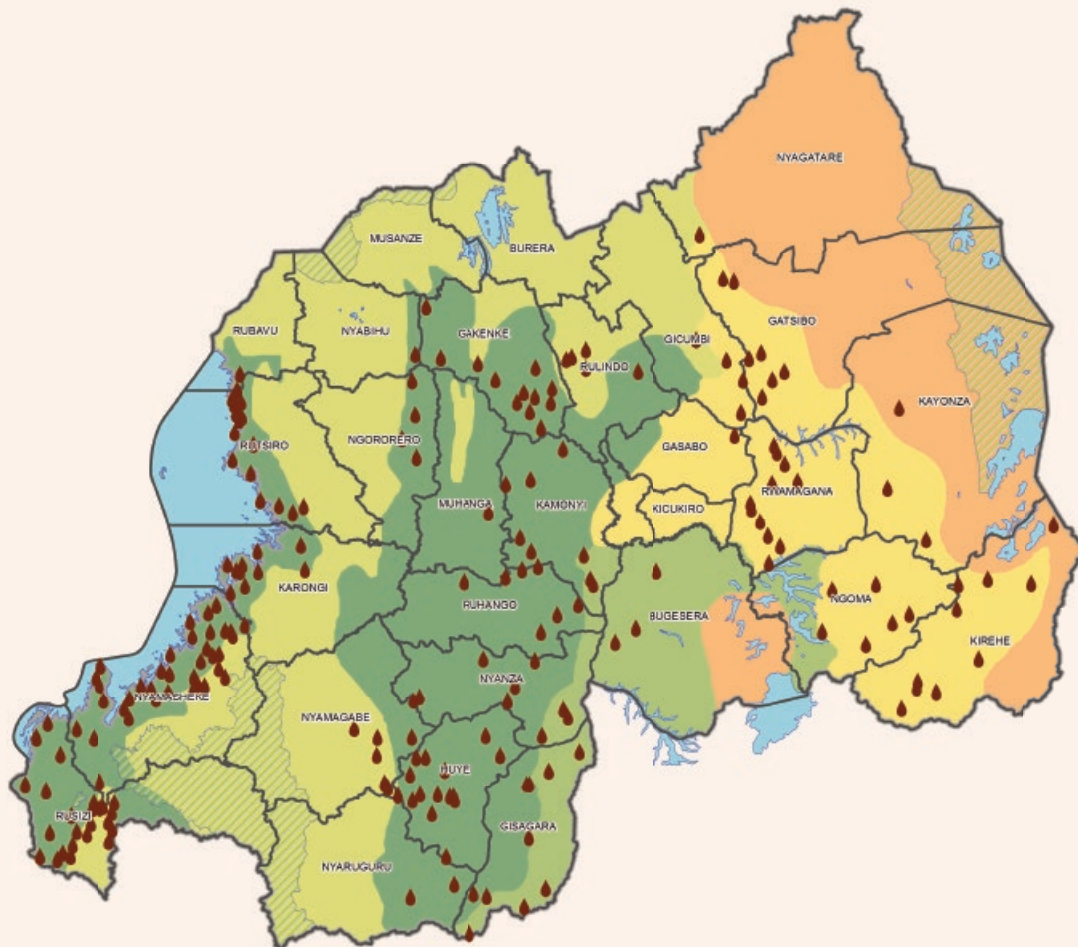 NYAGATARE
MUSANZE
BURERA
RUBAVU
NYABIHU
GAKENKE
RULINDO
GICUMBI
GATSIBO
KAYONZA
RUTSIRO
NGORORERO
GASABO
RWAMAGANA
MUHANGA
KAMONYI
KICUKIRO
KARONGI
RUHANGO
BUGESERA
NGOMA
KIREHE
NYAMASHEKE
NYANZA
NYAMAGABE
HUYE
RUSIZI
GISAGARA
NYARUGURU